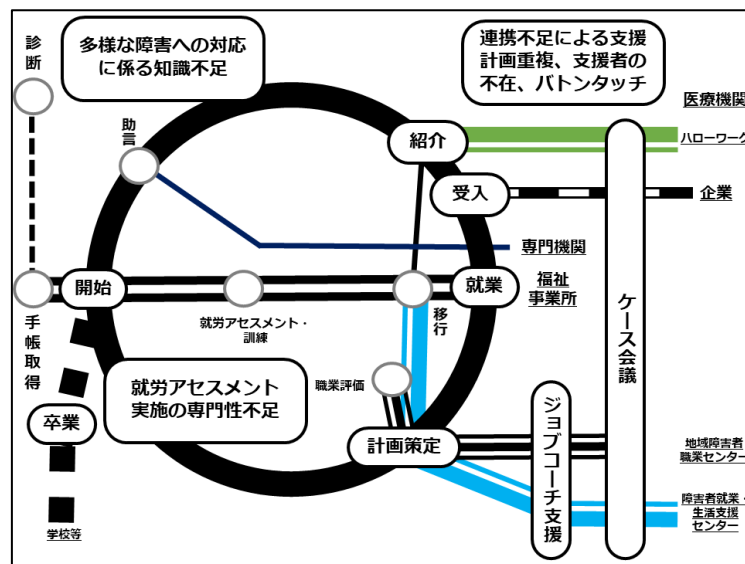 診断
多様な障害への対応
に係る知識不足
連携不足による支援
計画重複、支援者の
不在、バトンタッチ
医療機関
助言
紹介
ハローワーク
受入
企業
専門機関
開始
就業
福祉
事業所
手帳取得
就労アセスメント・
訓練
移行
ケース会議
就労アセスメント
実施の専門性不足
職業評価
卒業
計画策定
ジョブコーチ支援
地域障害者
職業センター
障害者就業・
生活支援
センター
学校等